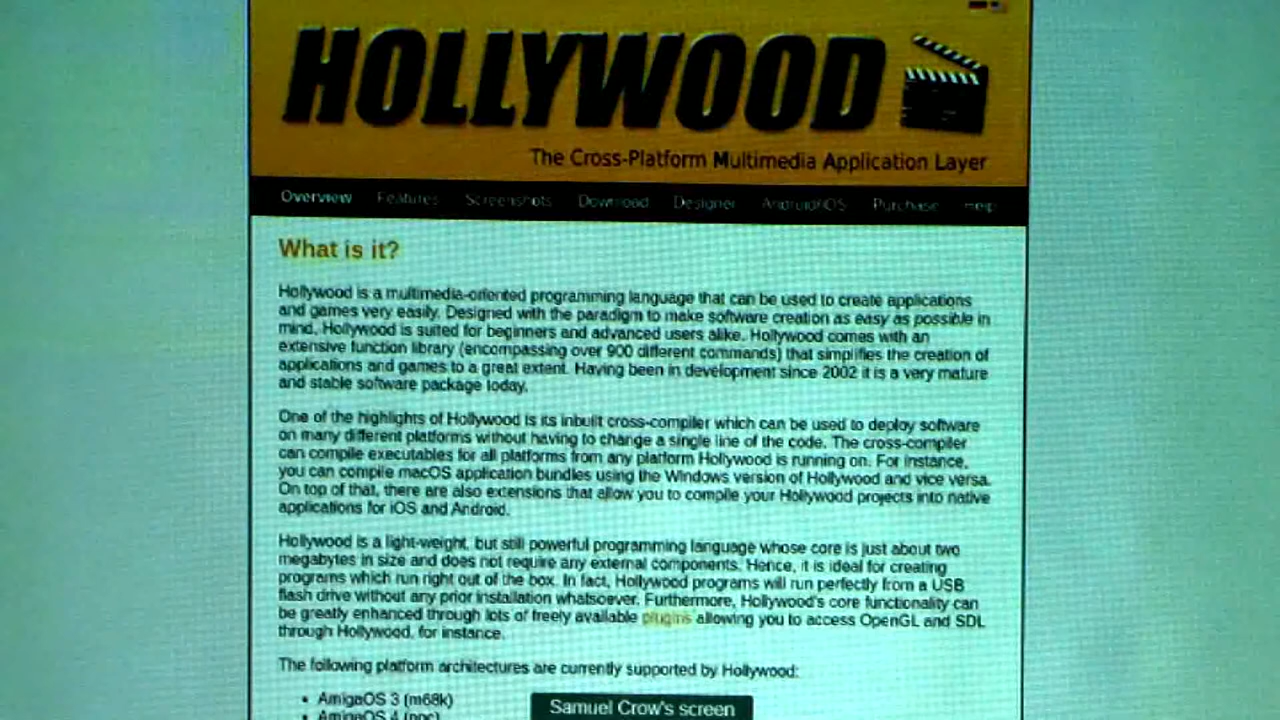 HOLLYWOOD
The Cross-Platform Multimedia Application Layer
Overview Features Screenshots Download Designer Android/iOS Purchase Help
What is it?
Hollywood is a multimedia-oriented programming language that can be used to create applications
and games very easily. Designed with the paradigm to make software creation as easy as possible in
mind, Hollywood is suited for beginners and advanced users alike. Hollywood comes with an
extensive function library (encompassing over 900 different commands) that simplifies the creation of
applications and games to a great extent. Having been in development since 2002 it is a very mature
and stable software package today.
One of the highlights of Hollywood is its inbuilt cross-compiler which can be used to deploy software
on many different platforms without having to change a single line of the code. The cross-compiler
can compile executables for all platforms from any platform Hollywood is running on. For instance,
you can compile macOS application bundles using the Windows version of Hollywood and vice versa.
On top of that, there are also extensions that allow you to compile your Hollywood projects into native
applications for iOS and Android.
Hollywood is a light-weight, but still powerful programming language whose core is just about two
megabytes in size and does not require any external components. Hence, it is ideal for creating
programs which run right out of the box. In fact, Hollywood programs will run perfectly from a USB
flash drive without any prior installation whatsoever. Furthermore, Hollywood's core functionality can
be greatly enhanced through lots of freely available plugins allowing you to access OpenGL and SDL
through Hollywood, for instance.
The following platform architectures are currently supported by Hollywood:
• AmigaOS 3 (m68k)
• AmigaOS 4 (ppc)
Samuel Crow's screen